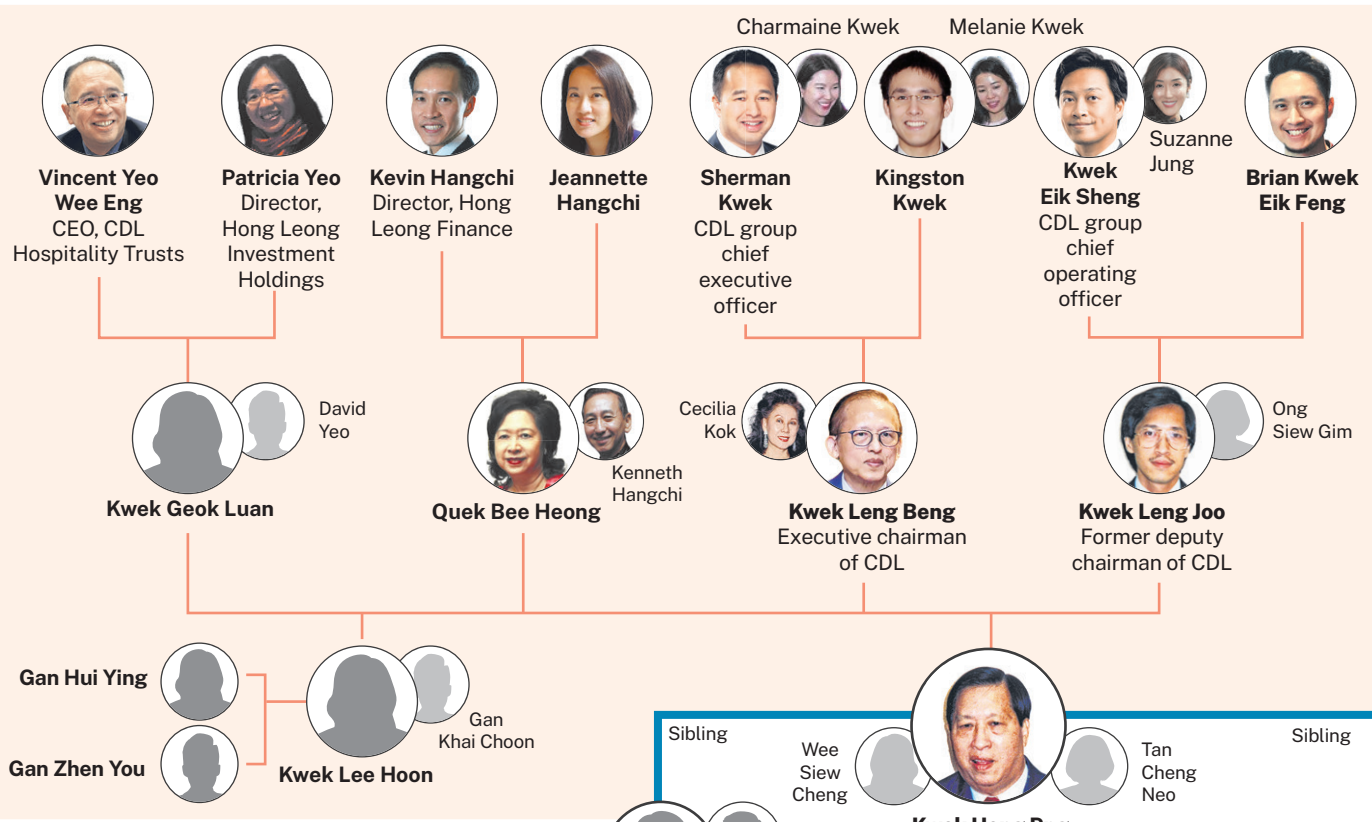 Charmaine Kwek
Melanie Kwek
Vincent Yeo
Wee Eng
CEO, CDL
Hospitality Trusts
Patricia Yeo
Director,
Hong Leong
Investment
Holdings
Kevin Hangchi
Director, Hong
Leong Finance
Jeannette
Hangchi
Sherman
Kwek
CDL group
chief
executive
officer
Kingston
Kwek
Kwek
Eik Sheng
CDL group
chief
operating
officer
Suzanne
Jung
Brian Kwek
Eik Feng
David
Yeo
Kwek Geok Luan
Kenneth
Hangchi
Quek Bee Heong
Cecilia
Kok
Kwek Leng Beng
Executive chairman
of CDL
Ong
Siew Gim
Kwek Leng Joo
Former deputy
chairman of CDL
Gan Hui Ying
Gan Zhen You
Gan
Khai Choon
Kwek Lee Hoon
Sibling
Wee
Siew
Cheng
Tan
Cheng
Neo
Sibling